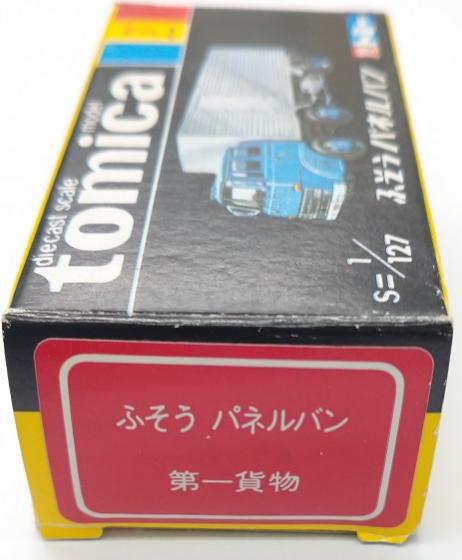 diecast scale model
tomica
ふそうパネルバン
S=1/127
ふそう パネルバン
第一貨物